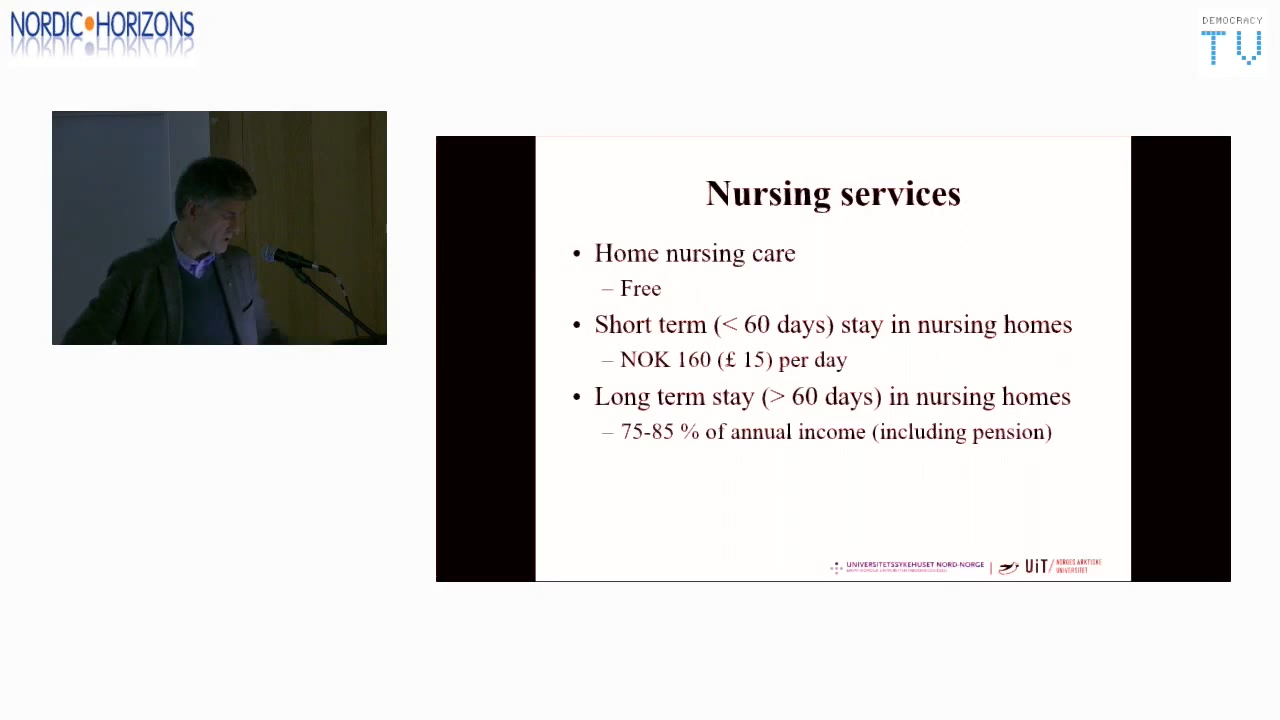 NORDIC HORIZONS
DEMOCRACY
TV
Nursing services
• Home nursing care
– Free
• Short term (< 60 days) stay in nursing homes
– NOK 160 (£ 15) per day
• Long term stay (> 60 days) in nursing homes
– 75-85 % of annual income (including pension)
UNIVERSITETSSYKEHUSET NORD-NORGE
UiT / NORGES ARKTISKE
UNIVERSITET